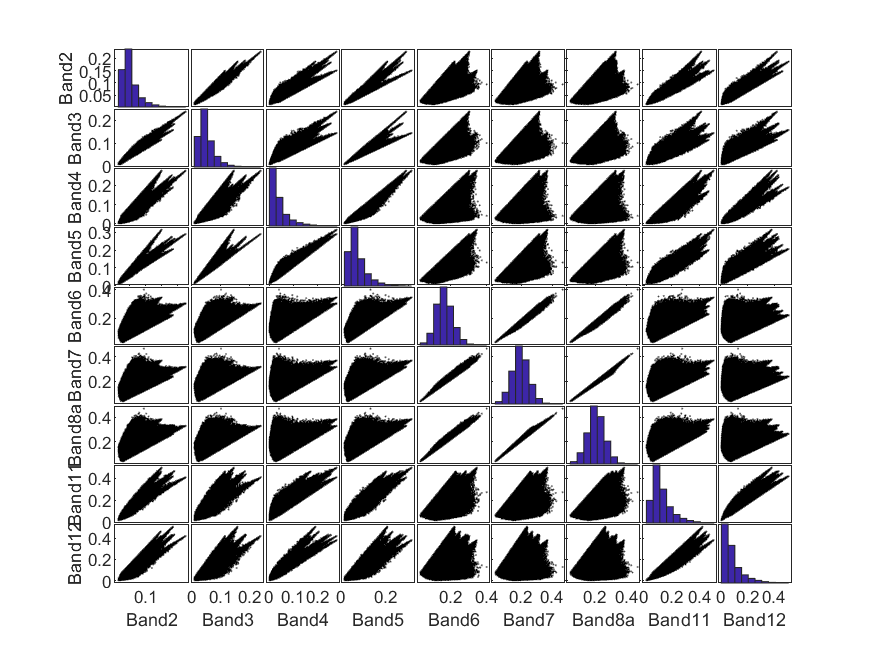 Band2 0.2 0.15 0.1 0.05
Band3 0.2 0.1 0
Band4 0.2 0.1 0
Band5 0.3 0.2 0.1 0
Band6 0.4 0.2
Band7 0.4 0.2
Band8a 0.4 0.2
Band11 0.4 0.2 0
Band12 0.4 0.2 0
0.1 0 0.1 0.2 0 0.1 0.2 0 0.2 0.2 0.4 0.2 0.4 0.2 0.4 0 0.2 0.4 0 0.2 0.4
Band2 Band3 Band4 Band5 Band6 Band7 Band8a Band11 Band12